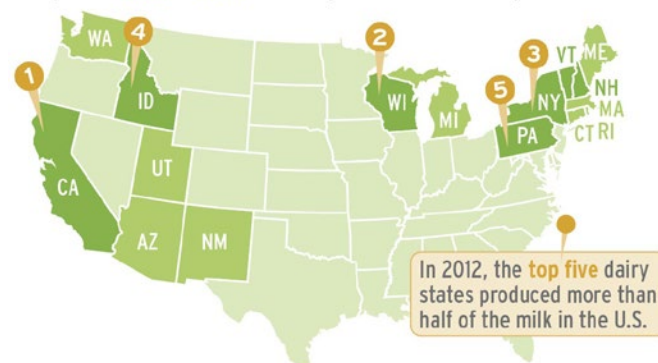 WA
4
2
3
VT
ME
1
ID
WI
5
NY
NH
MI
MA
PA
CT RI
UT
CA
AZ
NM
In 2012, the top five dairy
states produced more than
half of the milk in the U.S.